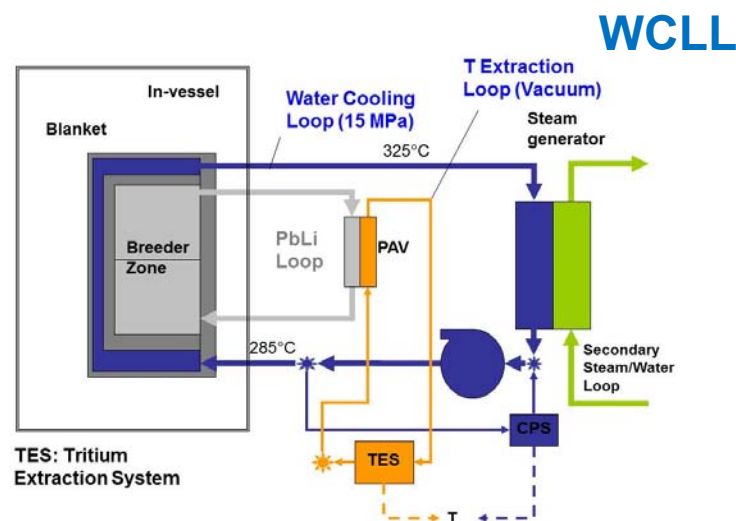 WCLL
T Extraction
Loop (Vacuum)
In-vessel
Water Cooling
Loop (15 MPa)
Steam
generator
Blanket
325°C
PbLi
Loop
PAV
Breeder
Zone
285°C
Secondary
Steam/Water
Loop
CPS
TES: Tritium
Extraction System
TES
T